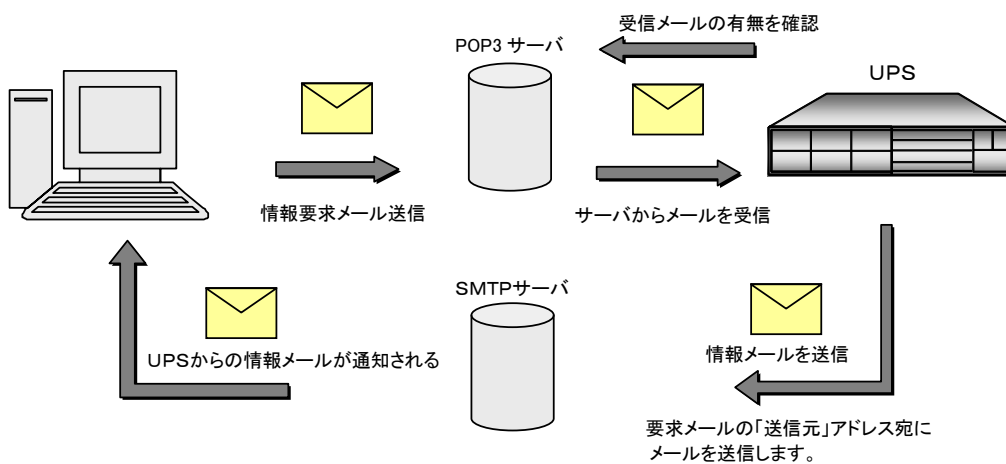 受信メールの有無を確認
POP3 サーバ
UPS
情報要求メール送信
サーバからメールを受信
SMTPサーバ
UPSからの情報メールが通知される
情報メールを送信
要求メールの「送信元」アドレス宛に
メールを送信します。